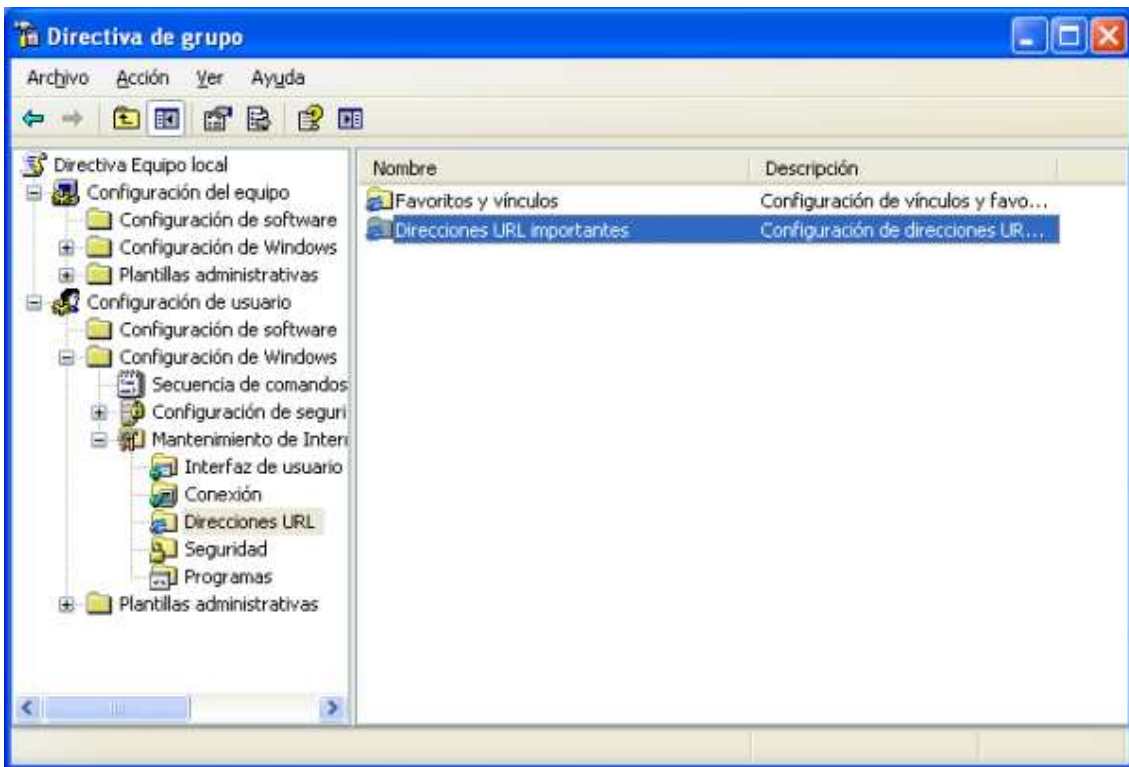 Directiva de grupo
Archivo Acción Ver Ayuda
Directiva Equipo local
Configuración del equipo
Configuración de software
Configuración de Windows
Plantillas administrativas
Configuración de usuario
Configuración de software
Configuración de Windows
Secuencia de comandos
Configuración de seguri
Mantenimiento de Intern
Interfaz de usuario
Conexión
Direcciones URL
Seguridad
Programas
Plantillas administrativas
Nombre Descripción
Favoritos y vínculos Configuración de vínculos y favo...
Direcciones URL importantes Configuración de direcciones UR...